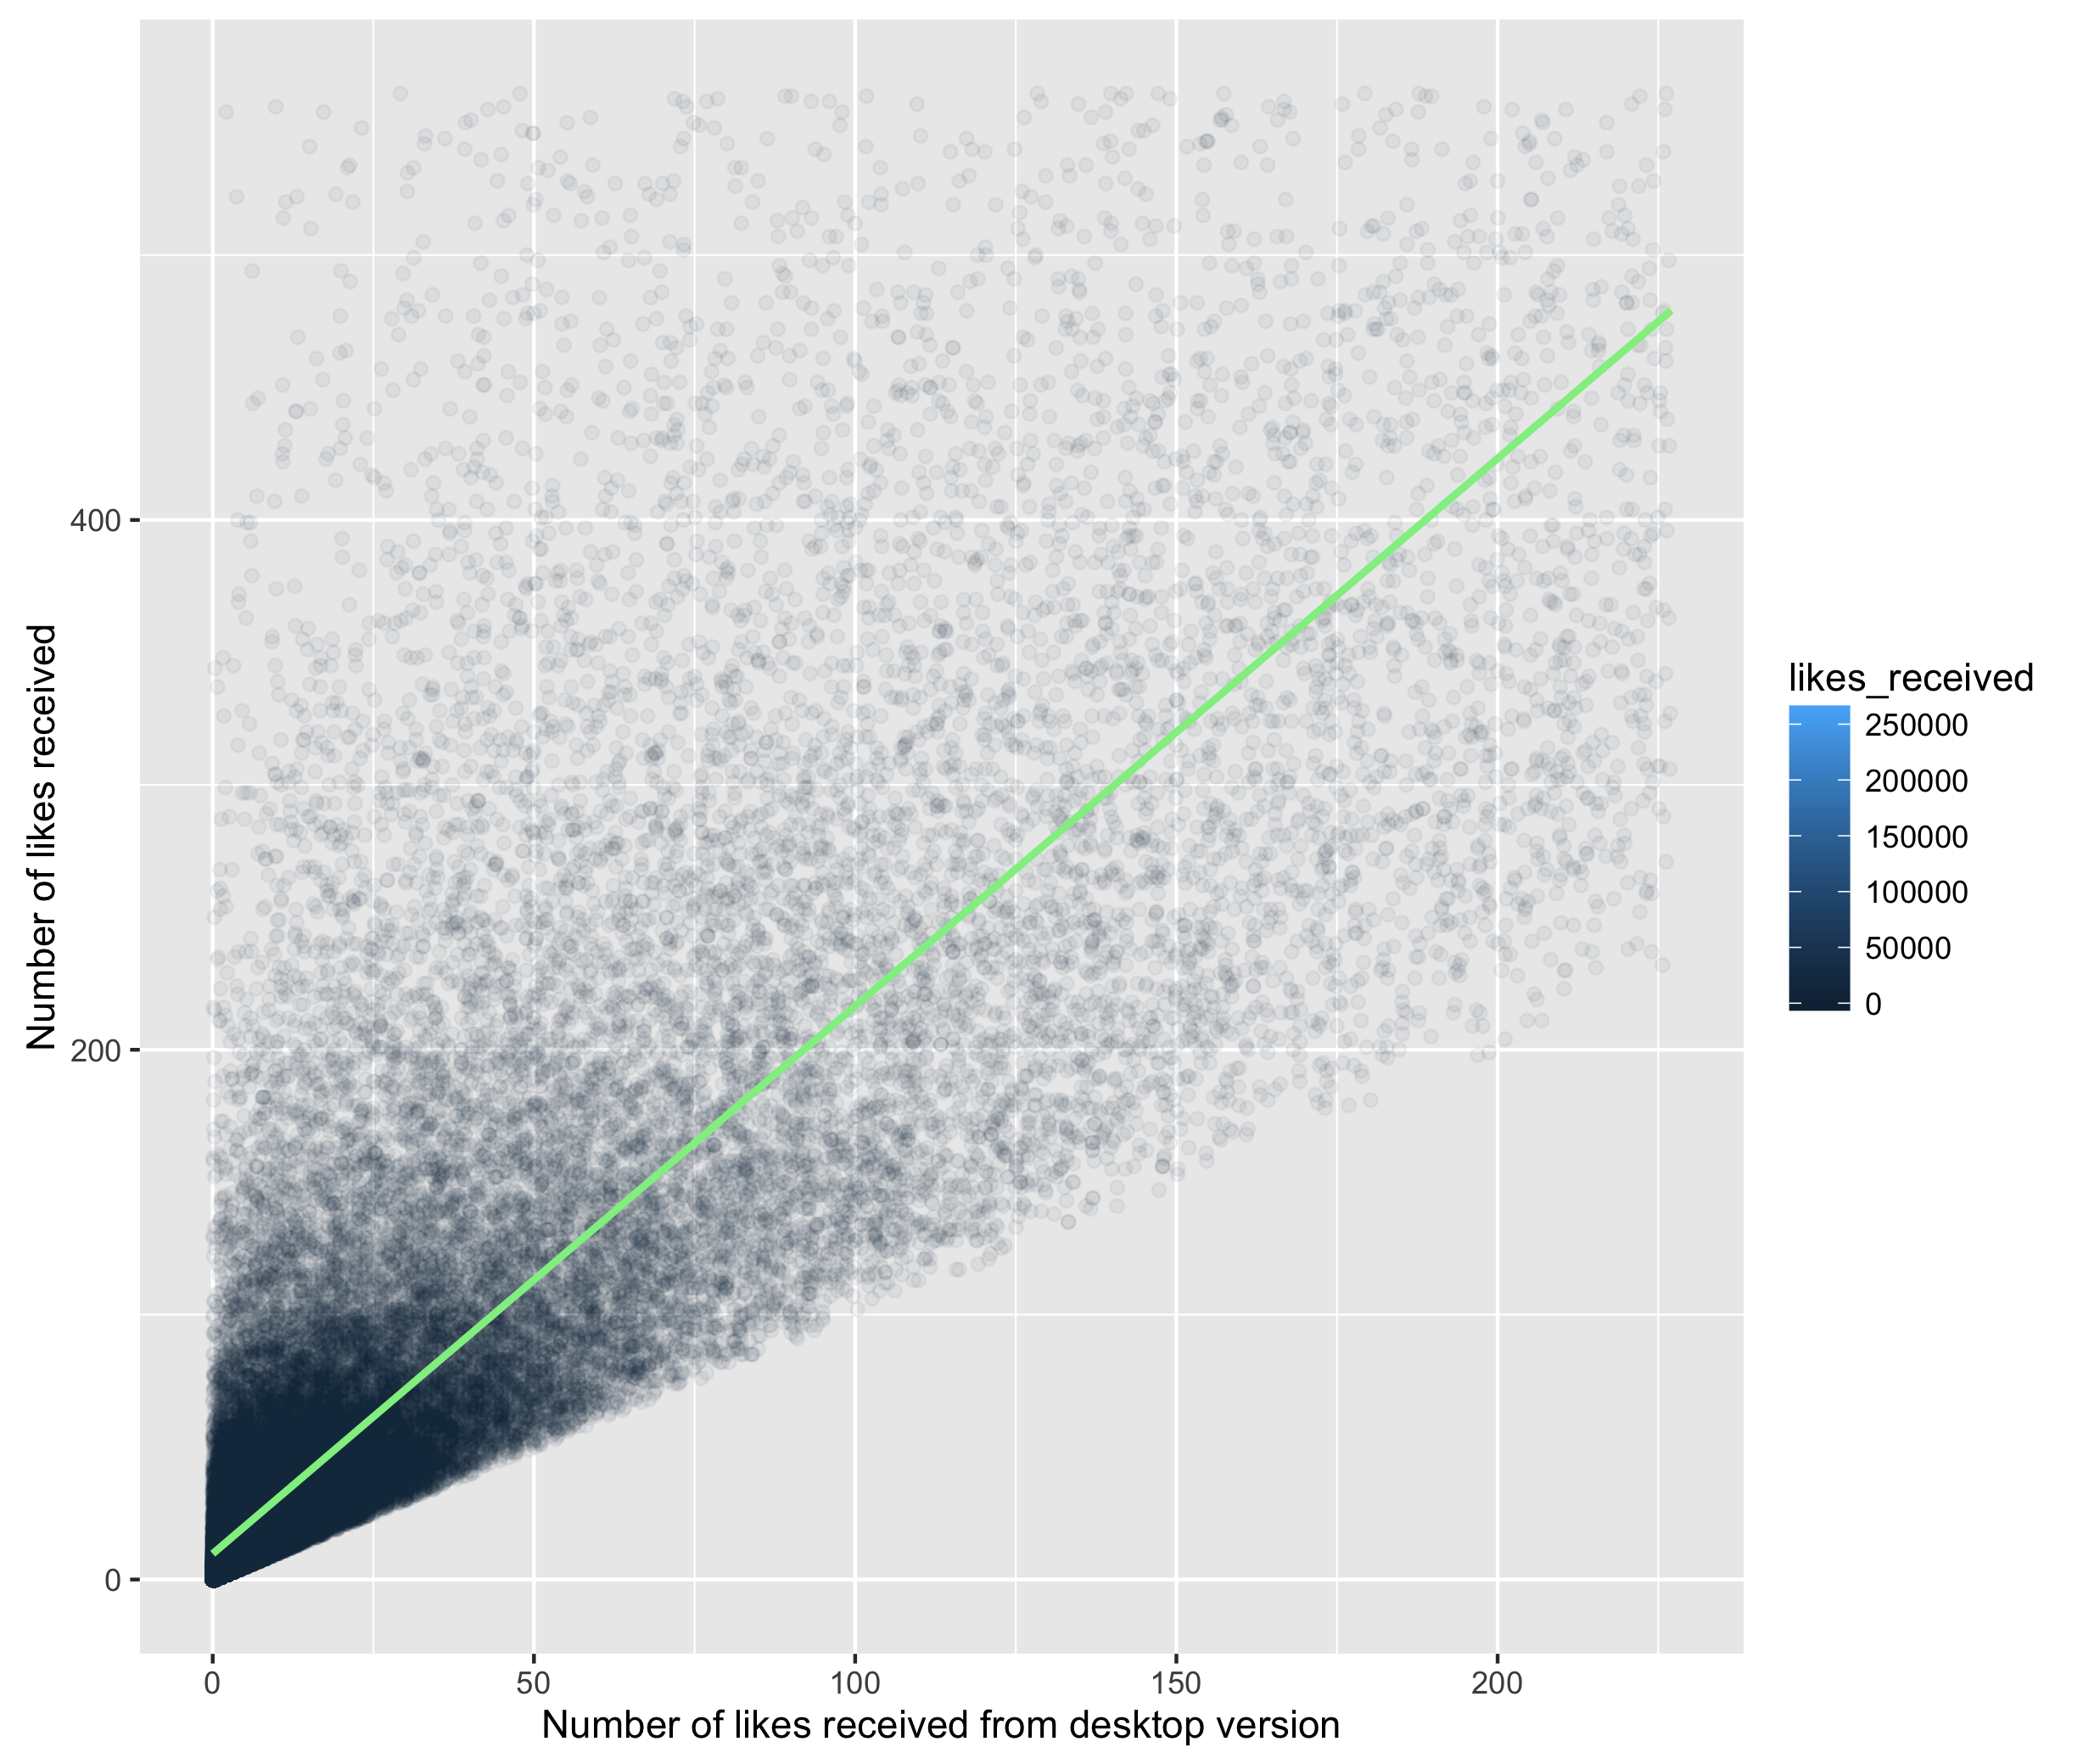 Number of likes received
400
200
0
0 50 100 150 200
Number of likes received from desktop version
likes_received
250000
200000
150000
100000
50000
0